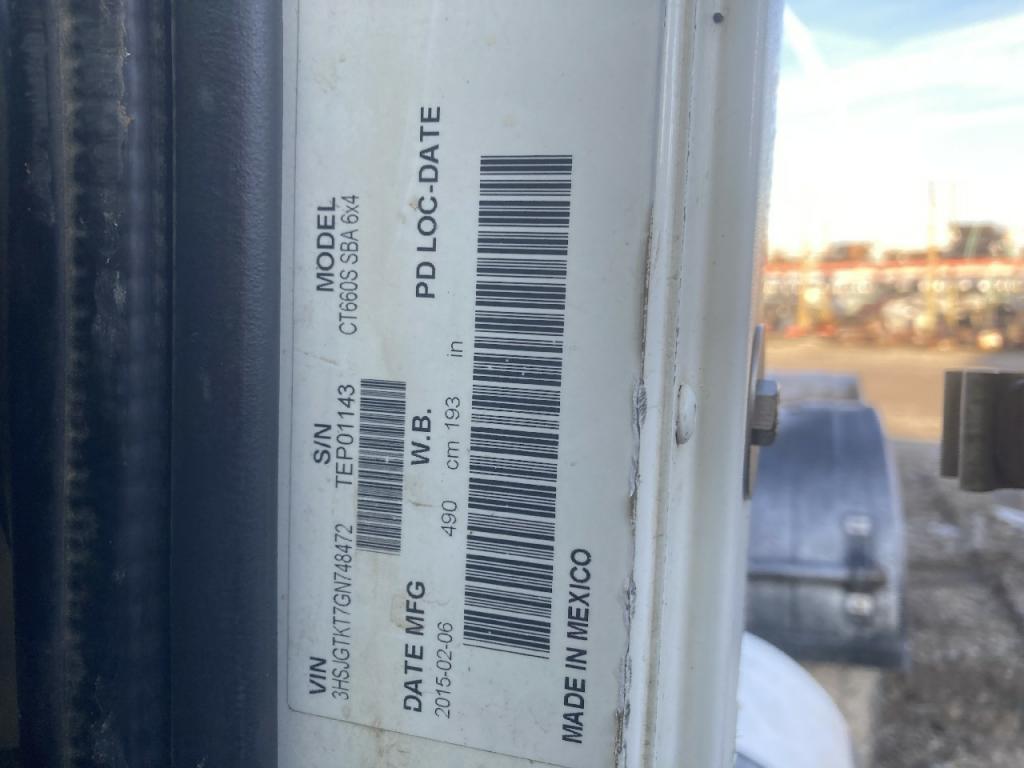 VIN S/N MODEL
3HSJGTKT7GN748472 TEP01143 CT660S SBA 6x4
DATE MFG W.B. PD LOC-DATE
2015-02-06 490 cm 193 in
MADE IN MEXICO